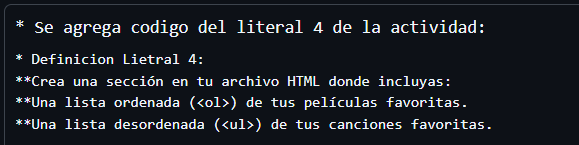 * Se agrega codigo del literal 4 de la actividad:
* Definicion Lietral 4:
**Crea una sección en tu archivo HTML donde incluyas:
**Una lista ordenada (<ol>) de tus películas favoritas.
**Una lista desordenada (<ul>) de tus canciones favoritas.